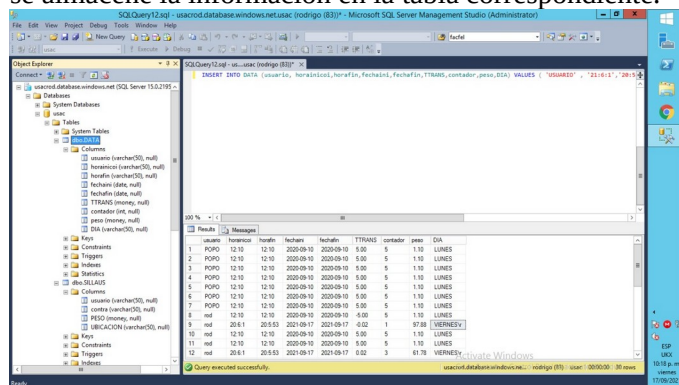 se almacene la información en la tabla correspondiente.
SQLQuery12.sql - usacrod.database.windows.net.usac (rodrigo (83))* - Microsoft SQL Server Management Studio (Administrator)
File Edit View Project Debug Tools Window Help
New Query
facfel
usac
Execute
Debug
Object Explorer
SQLQuery12.sql - us....usac (rodrigo (83))*
Connect
INSERT INTO DATA (usuario, horainicoi,horafin,fechaini,fechafin,TTRANS,contador,peso,DIA) VALUES ( 'USUARIO' , '21:6:1','20:5
usacrod.database.windows.net (SQL Server 15.0.2195
Databases
System Databases
usac
Tables
System Tables
dbo.DATA
Columns
usuario (varchar(50), null)
horainicoi (varchar(50), null)
horafin (varchar(50), null)
fechaini (date, null)
fechafin (date, null)
TTRANS (money, null)
contador (int, null)
peso (money, null)
DIA (varchar(50), null)
Keys
Constraints
Triggers
Indexes
Statistics
dbo.SILLAUS
Columns
usuario (varchar(50), null)
contra (varchar(50), null)
PESO (money, null)
UBICACION (varchar(50), null)
Keys
Constraints
Triggers
Indexes
100 %
Results Messages
usuario horainicoi horafin fechaini fechafin TTRANS contador peso DIA
1 POPO 12:10 12:10 2020-09-10 2020-09-10 5.00 5 1.10 LUNES
2 POPO 12:10 12:10 2020-09-10 2020-09-10 5.00 5 1.10 LUNES
3 POPO 12:10 12:10 2020-09-10 2020-09-10 5.00 5 1.10 LUNES
4 POPO 12:10 12:10 2020-09-10 2020-09-10 5.00 5 1.10 LUNES
5 POPO 12:10 12:10 2020-09-10 2020-09-10 5.00 5 1.10 LUNES
6 POPO 12:10 12:10 2020-09-10 2020-09-10 5.00 5 1.10 LUNES
7 POPO 12:10 12:10 2020-09-10 2020-09-10 5.00 5 1.10 LUNES
8 rod 12:10 12:10 2020-09-10 2020-09-10 -5.00 5 1.10 LUNES
9 rod 20:6:1 20:5:53 2021-09-17 2021-09-17 -0.02 1 97.88 VIERNES'r
10 rod 12:10 12:10 2020-09-10 2020-09-10 5.00 5 1.10 LUNES
11 rod 12:10 12:10 2020-09-10 2020-09-10 5.00 5 1.10 LUNES
12 rod 20:6:1 20:5:53 2021-09-17 2021-09-17 0.02 3 61.78 VIERNES'r
Activate Windows
Query executed successfully.
usacrod.database.windows.ne... rodrigo (83) usac 00:00:00 30 rows
Ready
ESP
10:18 p. m.
viernes
17/09/2021